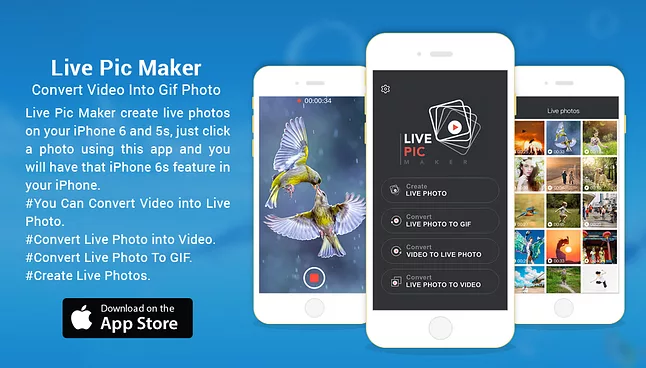 Live Pic Maker
Convert Video Into Gif Photo
Live Pic Maker create live photos
on your iPhone 6 and 5s, just click
a photo using this app and you
will have that iPhone 6s feature in
your iPhone.
#You Can Convert Video into Live
Photo.
#Convert Live Photo into Video.
#Convert Live Photo To GIF.
#Create Live Photos.
Download on the
App Store
00:00:34
LIVE
PIC
MAKER
Create
LIVE PHOTO
Convert
LIVE PHOTO TO GIF
Convert
VIDEO TO LIVE PHOTO
Convert
LIVE PHOTO TO VIDEO
Live photos